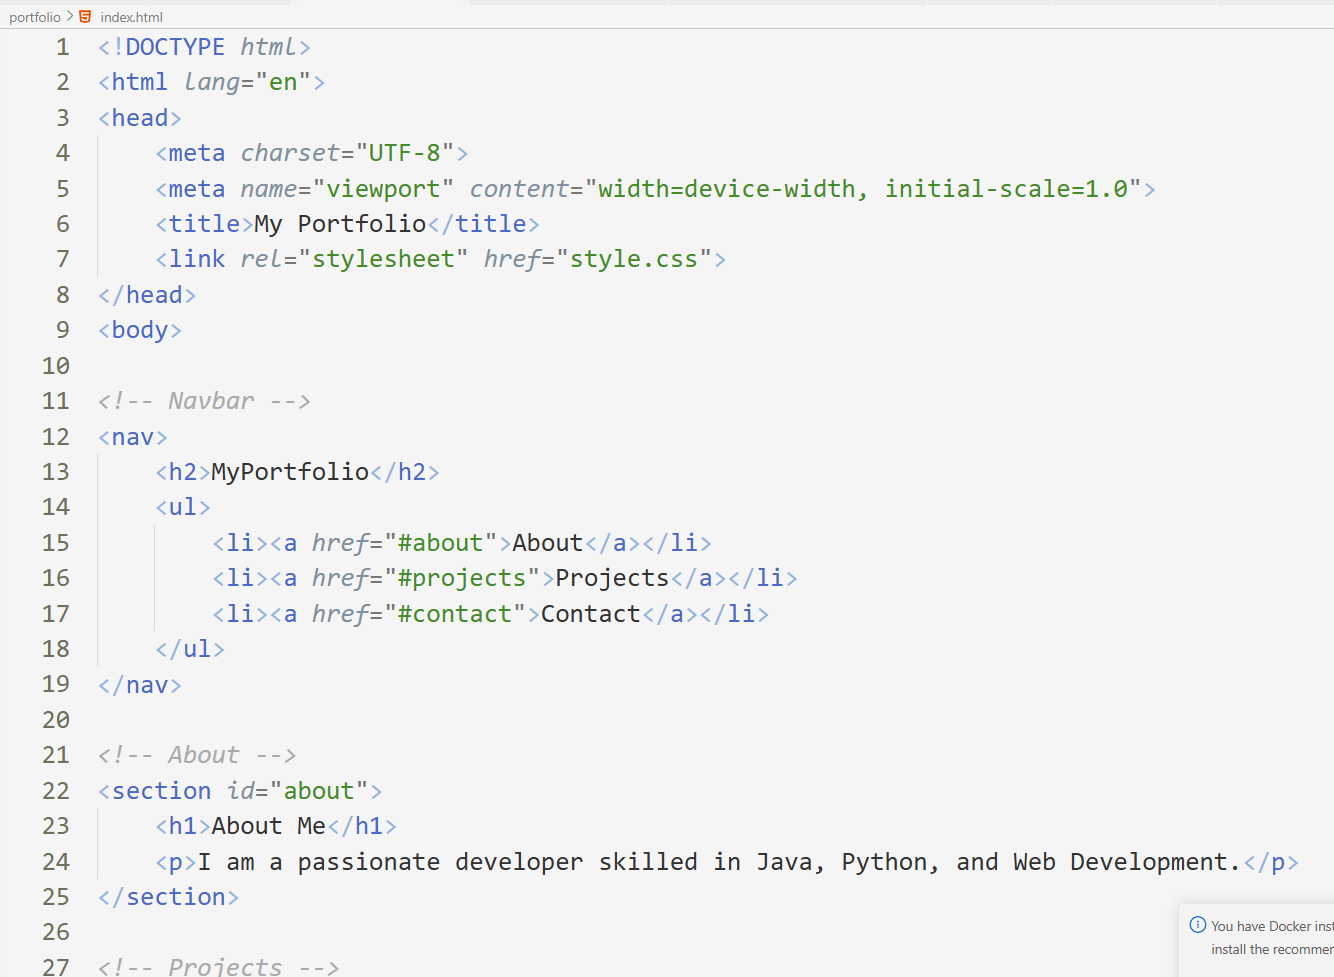 portfolio > index.html
1 <!DOCTYPE html>
2 <html lang="en">
3 <head>
4     <meta charset="UTF-8">
5     <meta name="viewport" content="width=device-width, initial-scale=1.0">
6     <title>My Portfolio</title>
7     <link rel="stylesheet" href="style.css">
8 </head>
9 <body>
10
11 <!-- Navbar -->
12 <nav>
13     <h2>MyPortfolio</h2>
14     <ul>
15         <li><a href="#about">About</a></li>
16         <li><a href="#projects">Projects</a></li>
17         <li><a href="#contact">Contact</a></li>
18     </ul>
19 </nav>
20
21 <!-- About -->
22 <section id="about">
23     <h1>About Me</h1>
24     <p>I am a passionate developer skilled in Java, Python, and Web Development.</p>
25 </section>
26
27 <!-- Projects -->
You have Docker inst
install the recommer